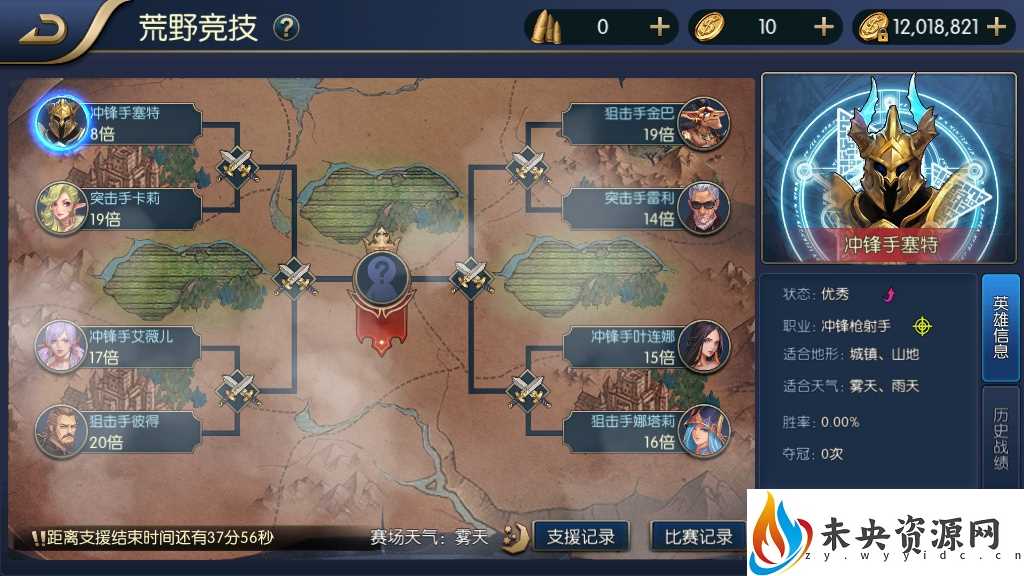 荒野竞技 ?
0
10
12,018,821
冲锋手塞特
8倍
突击手卡莉
19倍
冲锋手艾薇儿
17倍
狙击手彼得
20倍
狙击手金巴
19倍
突击手雷利
14倍
冲锋手叶连娜
15倍
狙击手娜塔莉
16倍
?
!!距离支援结束时间还有37分56秒
赛场天气：雾天
支援记录
比赛记录
冲锋手塞特
状态：优秀
职业：冲锋枪射手
适合地形：城镇、山地
适合天气：雾天、雨天
胜率：0.00%
夺冠：0次
英雄信息
历史战绩
未央资源网
zy.wyyidc.cn